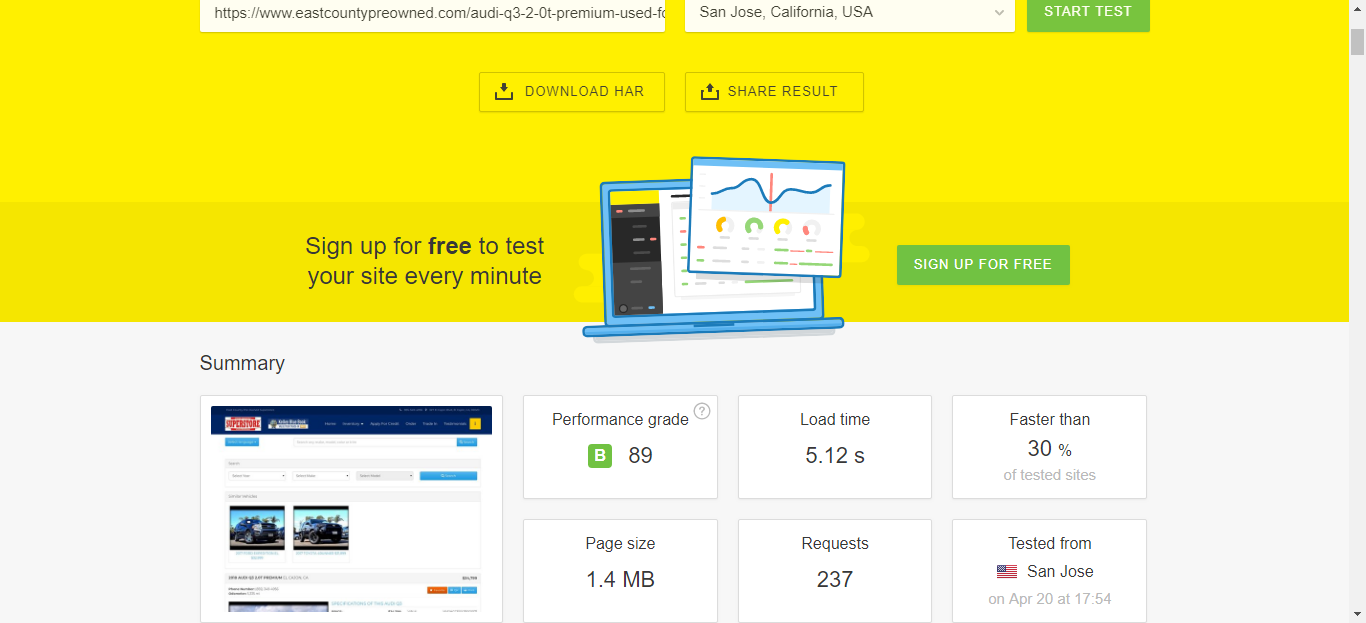 https://www.eastcountypreowned.com/audi-q3-2-0t-premium-used-fo
San Jose, California, USA
START TEST
DOWNLOAD HAR
SHARE RESULT
Sign up for free to test
your site every minute
SIGN UP FOR FREE
Summary
SUPERSTORE
Performance grade
?
B 89
Load time
5.12 s
Faster than
30 %
of tested sites
Page size
1.4 MB
Requests
237
Tested from
San Jose
on Apr 20 at 17:54